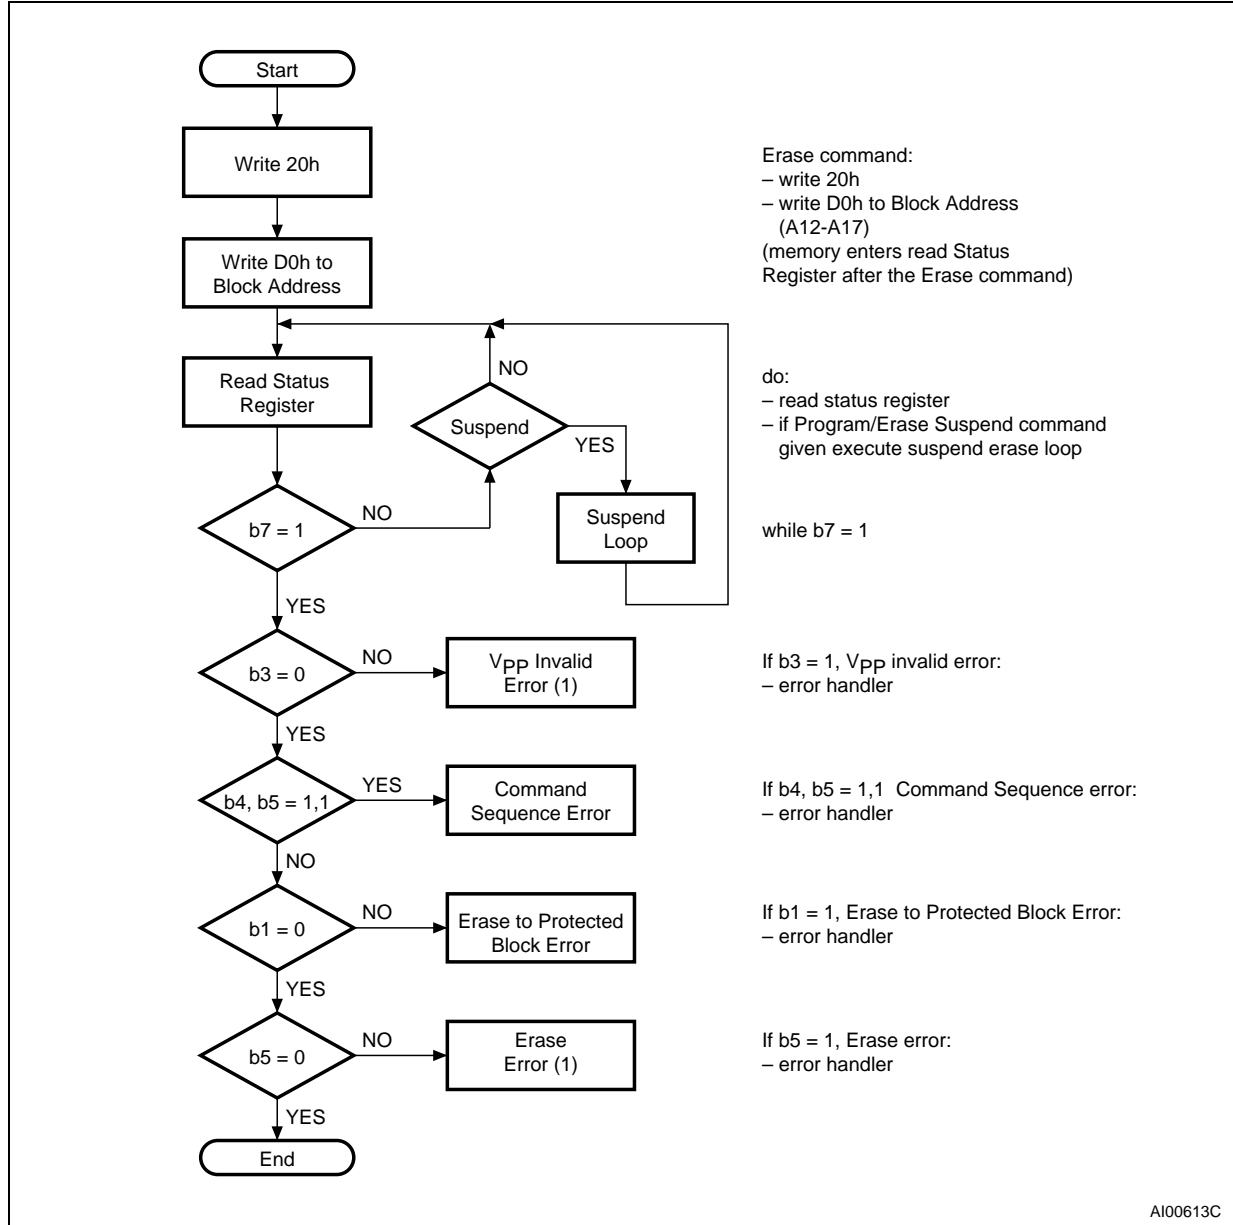 Start
Write 20h
Erase command:
– write 20h
– write D0h to Block Address
(A12-A17)
(memory enters read Status
Register after the Erase command)
Write D0h to
Block Address
NO
Read Status
Register
Suspend
YES
do:
– read status register
– if Program/Erase Suspend command
given execute suspend erase loop
b7 = 1
NO
Suspend
Loop
while b7 = 1
YES
b3 = 0
NO
VPP Invalid
Error (1)
If b3 = 1, VPP invalid error:
– error handler
YES
b4, b5 = 1,1
YES
Command
Sequence Error
If b4, b5 = 1,1 Command Sequence error:
– error handler
NO
b1 = 0
NO
Erase to Protected
Block Error
If b1 = 1, Erase to Protected Block Error:
– error handler
YES
b5 = 0
NO
Erase
Error (1)
If b5 = 1, Erase error:
– error handler
YES
End
AI00613C